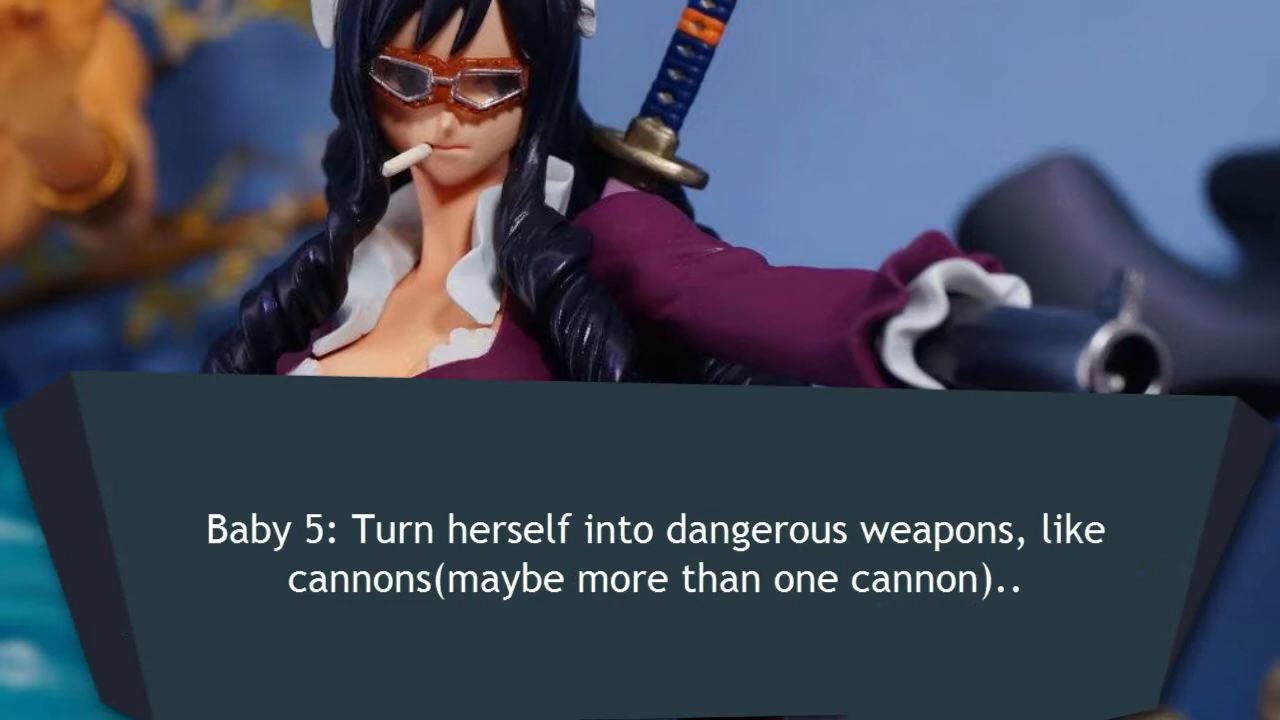 Baby 5: Turn herself into dangerous weapons, like
cannons(maybe more than one cannon)..